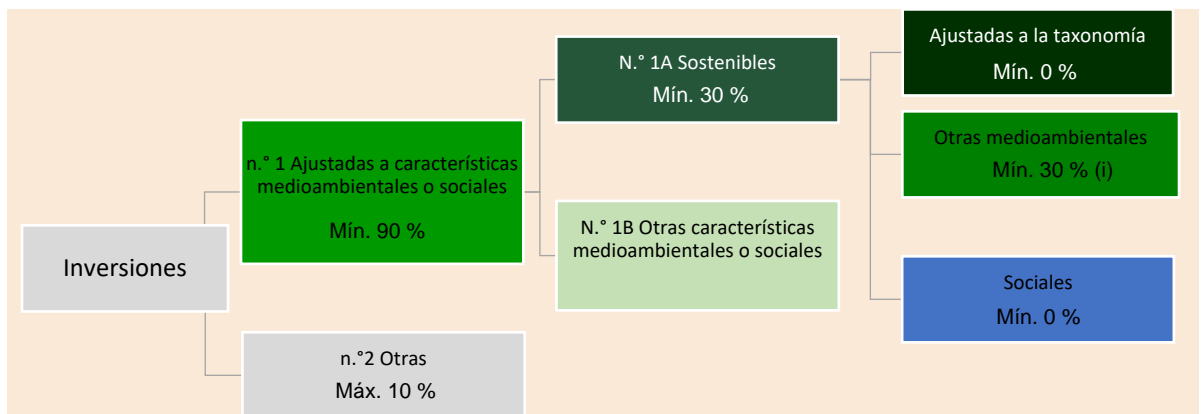 Inversiones
n.° 1 Ajustadas a características
medioambientales o sociales
Mín. 90 %
n.°2 Otras
Máx. 10 %
N.° 1A Sostenibles
Mín. 30 %
N.° 1B Otras características
medioambientales o sociales
Ajustadas a la taxonomía
Mín. 0 %
Otras medioambientales
Mín. 30 % (i)
Sociales
Mín. 0 %